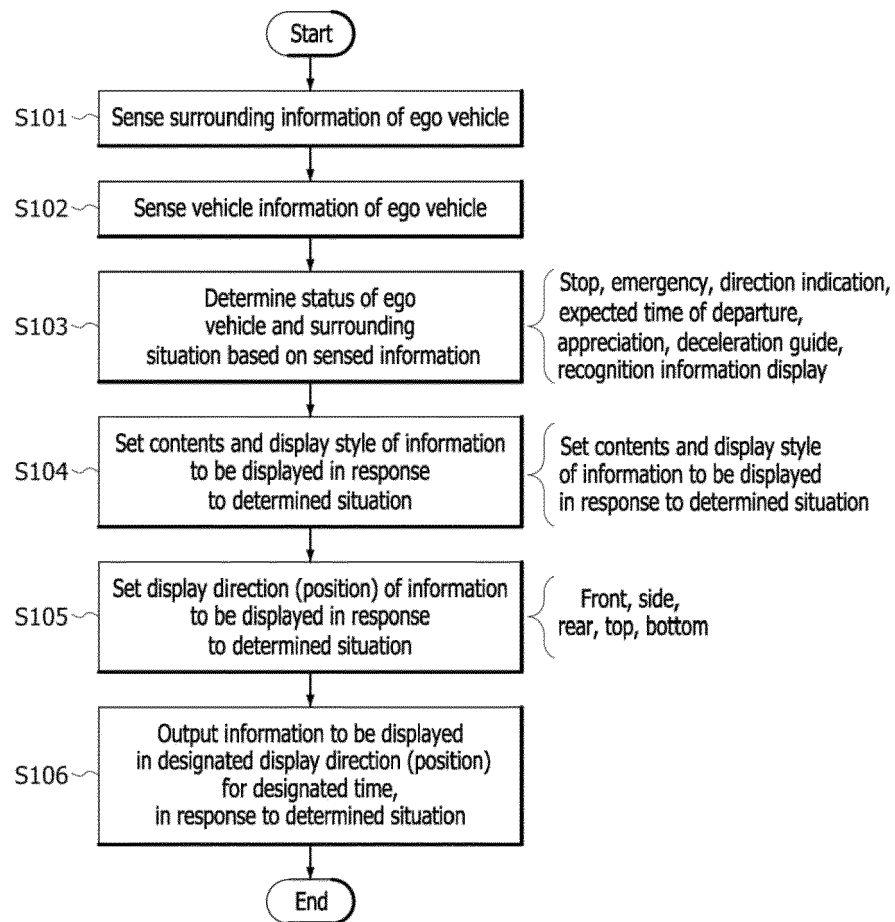 Start
S101
Sense surrounding information of ego vehicle
S102
Sense vehicle information of ego vehicle
S103
Determine status of ego
vehicle and surrounding
situation based on sensed information
Stop, emergency, direction indication,
expected time of departure,
appreciation, deceleration guide,
recognition information display
S104
Set contents and display style of information
to be displayed in response
to determined situation
Set contents and display style
of information to be displayed
in response to determined situation
S105
Set display direction (position) of information
to be displayed in response
to determined situation
Front, side,
rear, top, bottom
S106
Output information to be displayed
in designated display direction (position)
for designated time,
in response to determined situation
End